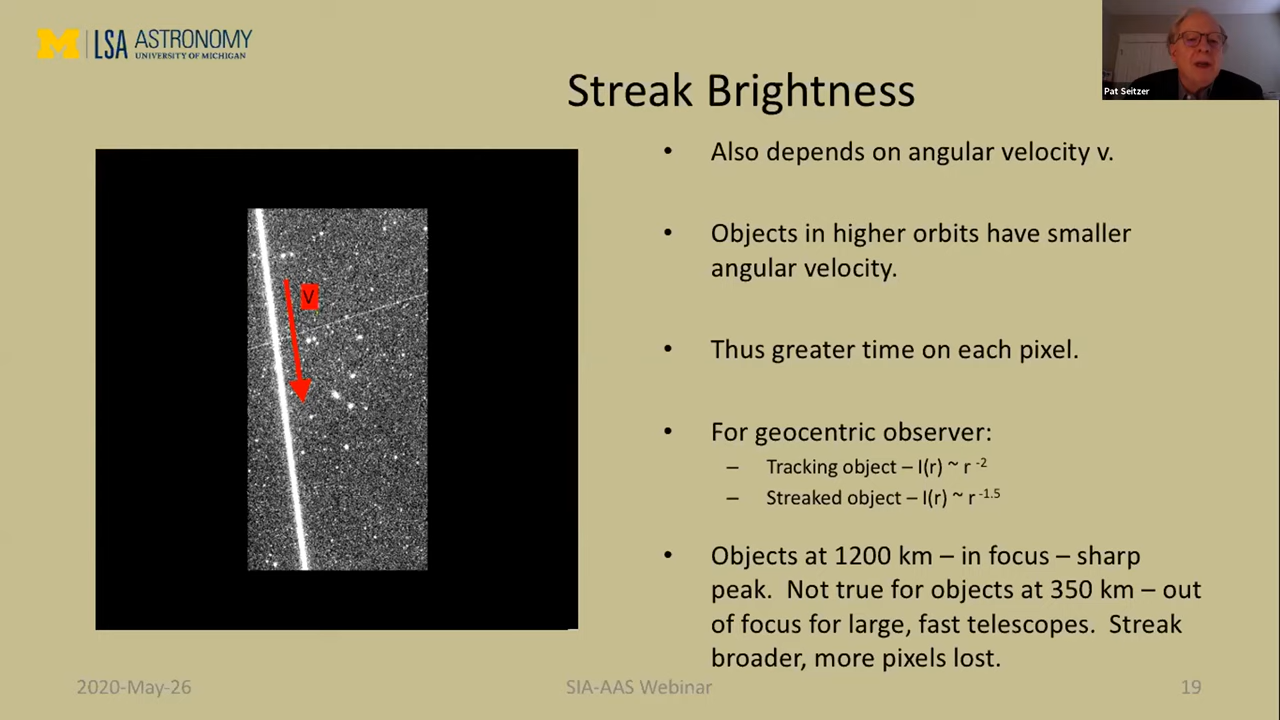 M | LSA ASTRONOMY
UNIVERSITY OF MICHIGAN
Pat Seitzer
Streak Brightness
V
• Also depends on angular velocity v.
• Objects in higher orbits have smaller
angular velocity.
• Thus greater time on each pixel.
• For geocentric observer:
– Tracking object – I(r) ~ r -2
– Streaked object – I(r) ~ r -1.5
• Objects at 1200 km – in focus – sharp
peak. Not true for objects at 350 km – out
of focus for large, fast telescopes. Streak
broader, more pixels lost.
2020-May-26
SIA-AAS Webinar
19